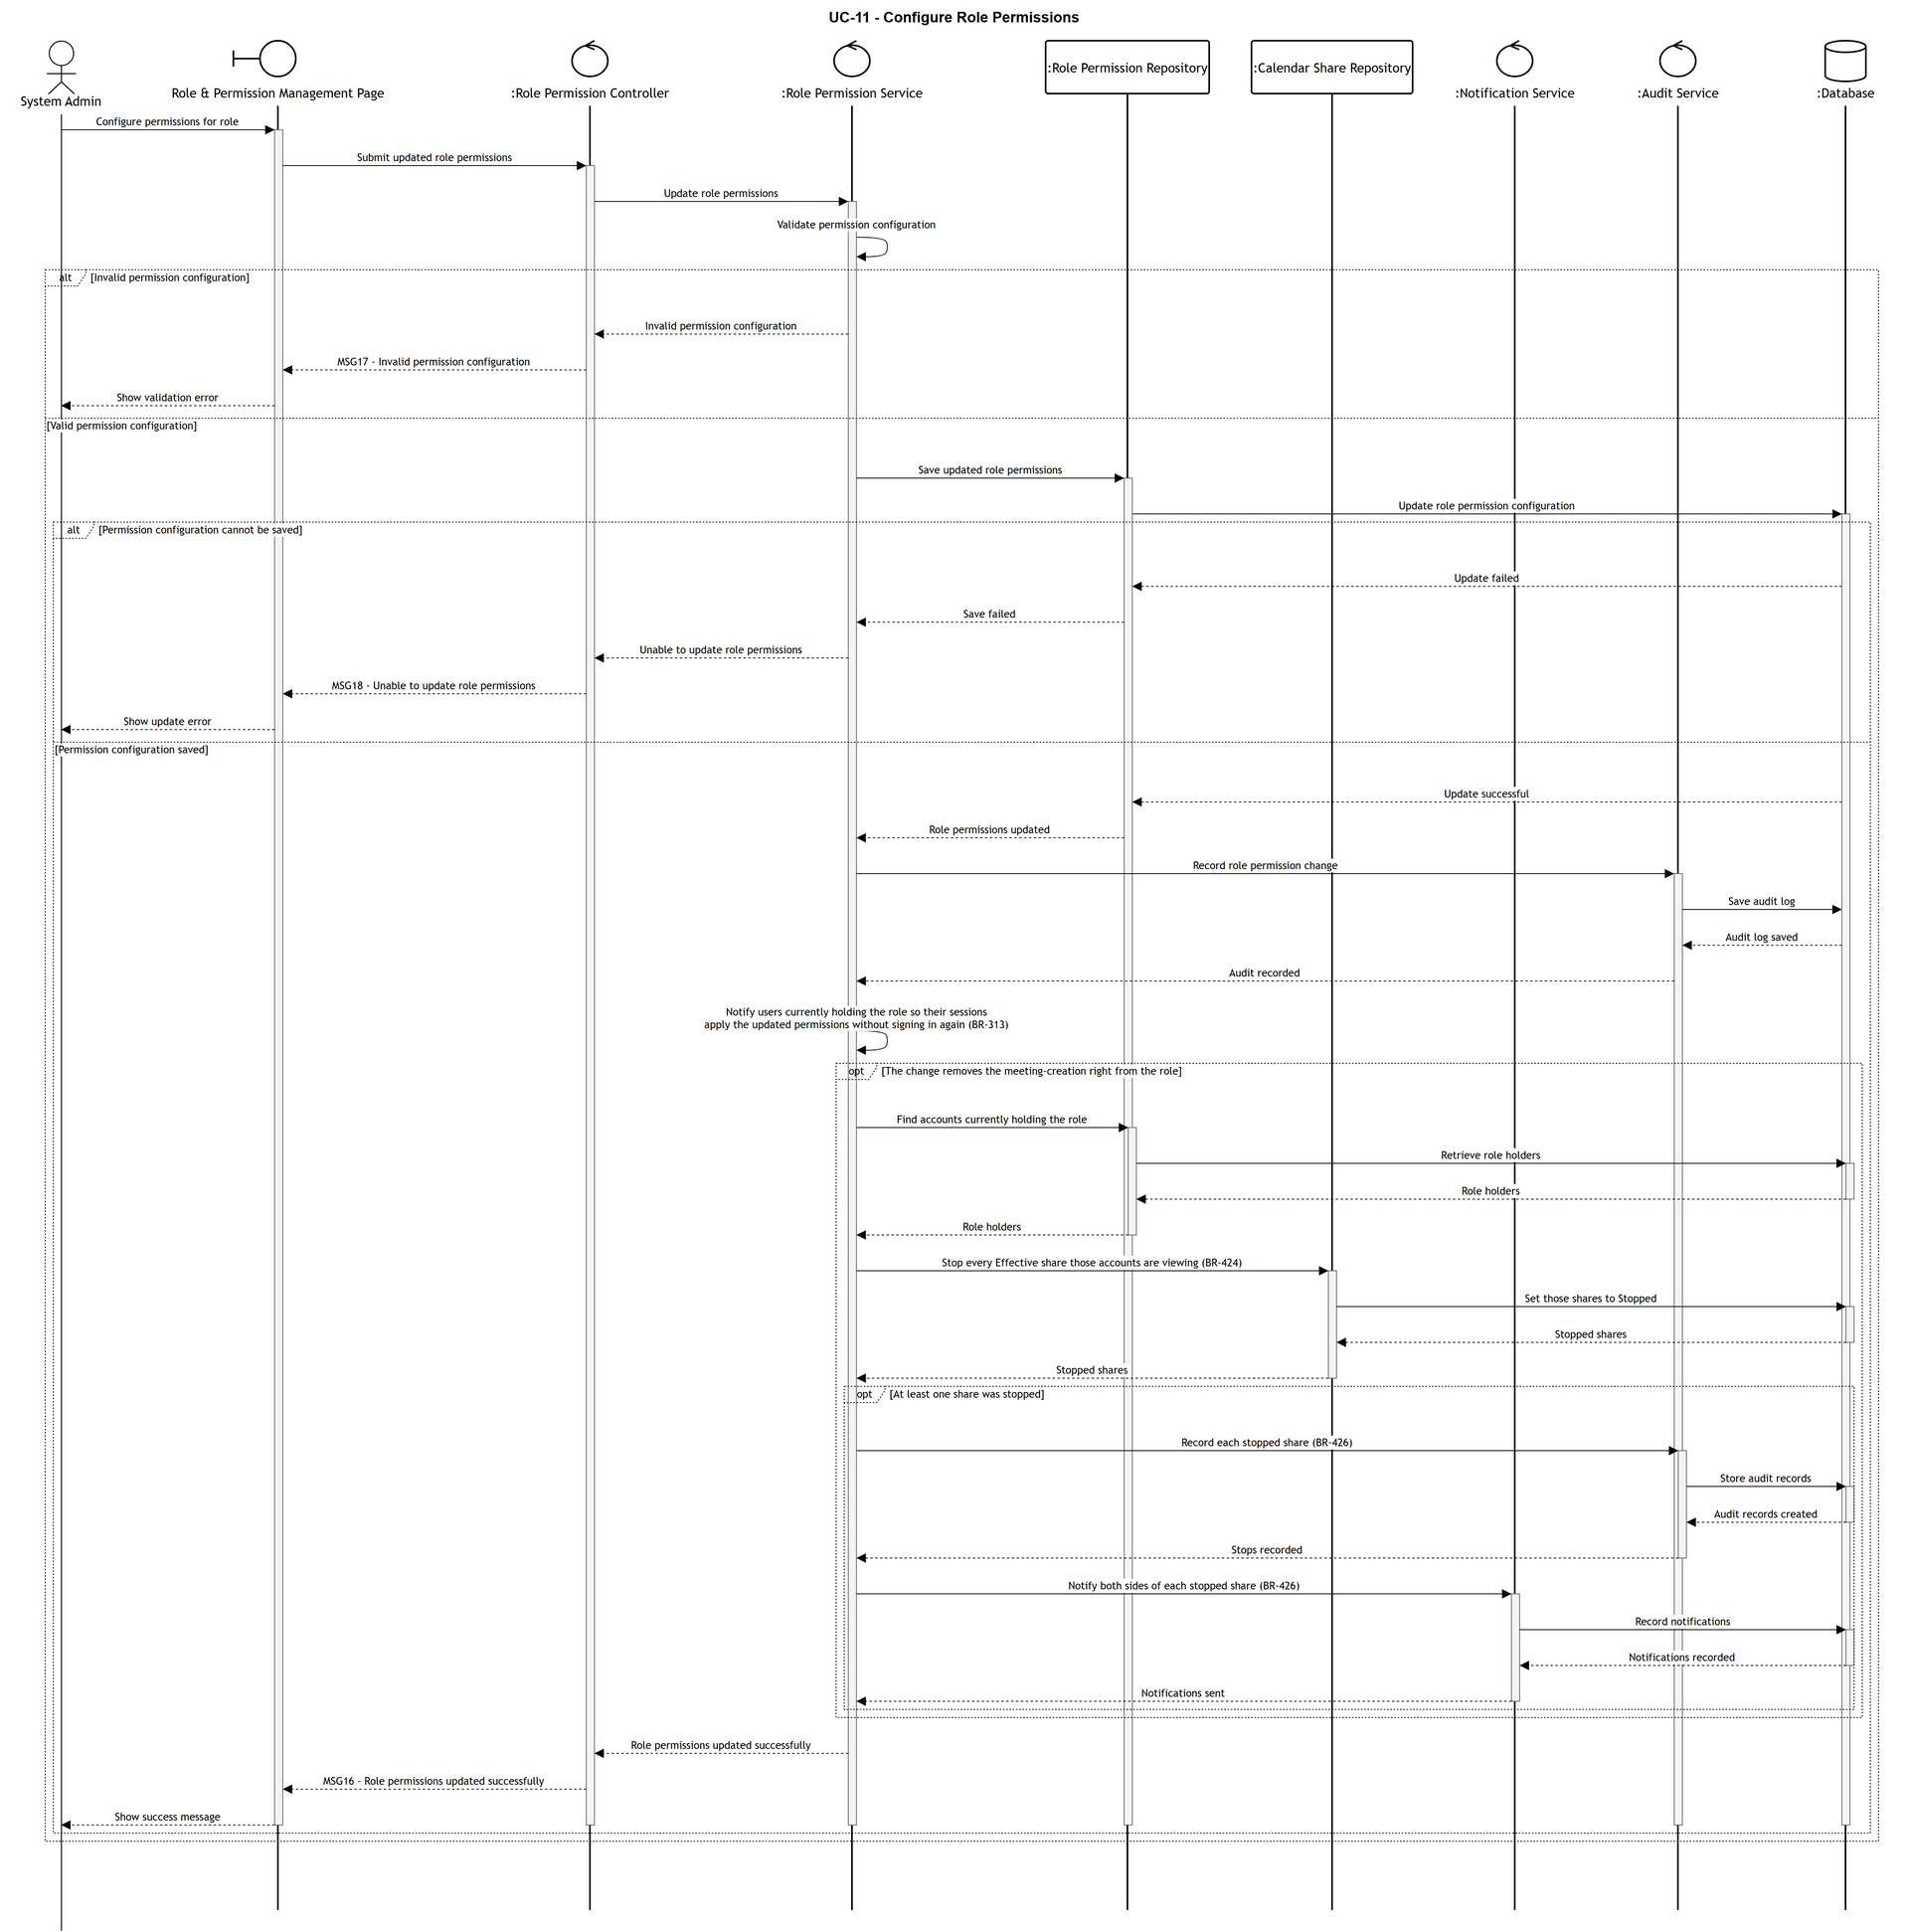 UC-11 - Configure Role Permissions
System Admin
Role & Permission Management Page
:Role Permission Controller
:Role Permission Service
:Role Permission Repository
:Calendar Share Repository
:Notification Service
:Audit Service
:Database
Configure permissions for role
Submit updated role permissions
Update role permissions
Validate permission configuration
alt
[Invalid permission configuration]
Invalid permission configuration
MSG17 - Invalid permission configuration
Show validation error
[Valid permission configuration]
Save updated role permissions
Update role permission configuration
alt
[Permission configuration cannot be saved]
Update failed
Save failed
Unable to update role permissions
MSG18 - Unable to update role permissions
Show update error
[Permission configuration saved]
Update successful
Role permissions updated
Record role permission change
Save audit log
Audit log saved
Audit recorded
Notify users currently holding the role so their sessions
apply the updated permissions without signing in again (BR-313)
opt
[The change removes the meeting-creation right from the role]
Find accounts currently holding the role
Retrieve role holders
Role holders
Role holders
Stop every Effective share those accounts are viewing (BR-424)
Set those shares to Stopped
Stopped shares
Stopped shares
opt
[At least one share was stopped]
Record each stopped share (BR-426)
Store audit records
Audit records created
Stops recorded
Notify both sides of each stopped share (BR-426)
Record notifications
Notifications recorded
Notifications sent
Role permissions updated successfully
MSG16 - Role permissions updated successfully
Show success message